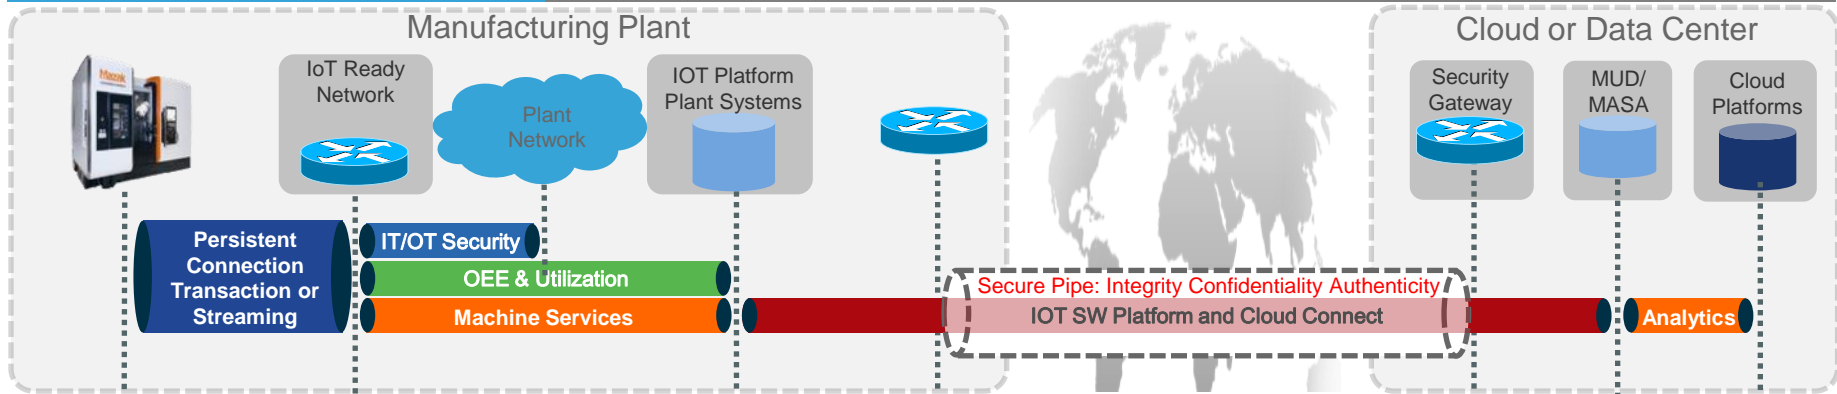 Manufacturing Plant
Cloud or Data Center
Mazak
IoT Ready
Network
Plant
Network
IOT Platform
Plant Systems
Security
Gateway
MUD/
MASA
Cloud
Platforms
Persistent
Connection
Transaction or
Streaming
IT/OT Security
OEE & Utilization
Machine Services
Secure Pipe: Integrity Confidentiality Authenticity
IOT SW Platform and Cloud Connect
Analytics